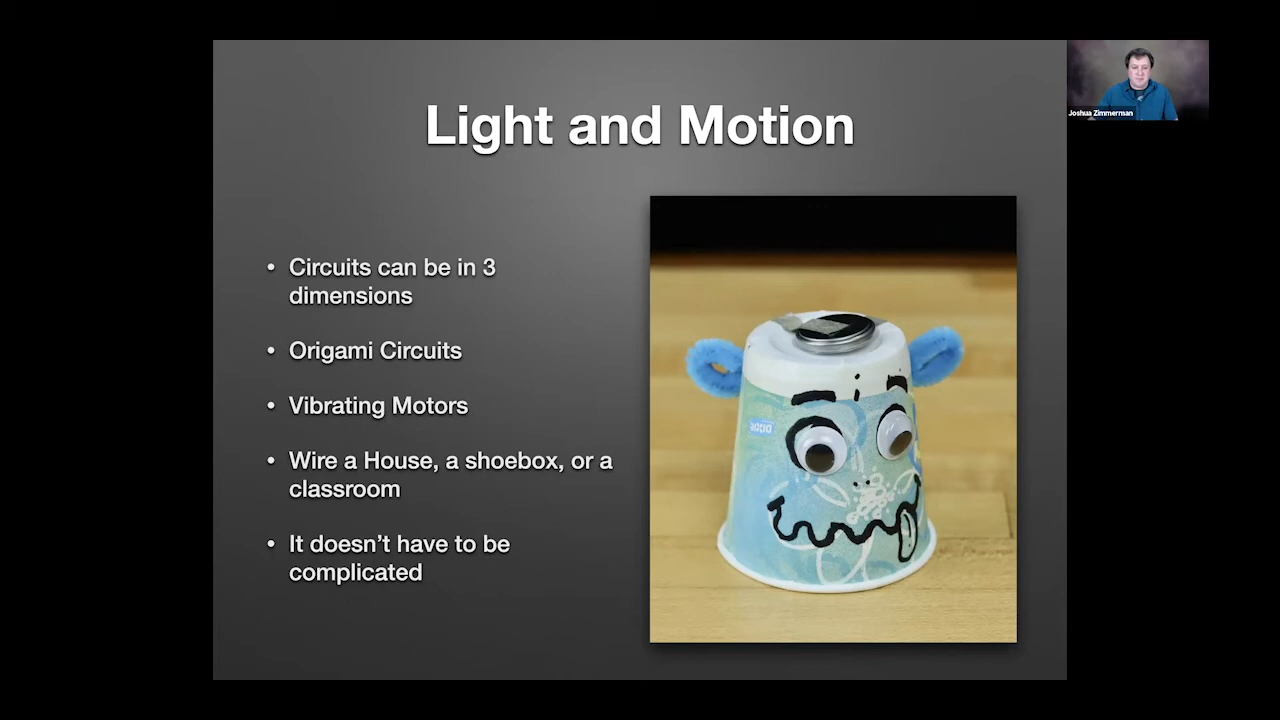 Light and Motion
Joshua Zimmerman
• Circuits can be in 3
dimensions
• Origami Circuits
• Vibrating Motors
• Wire a House, a shoebox, or a
classroom
• It doesn’t have to be
complicated